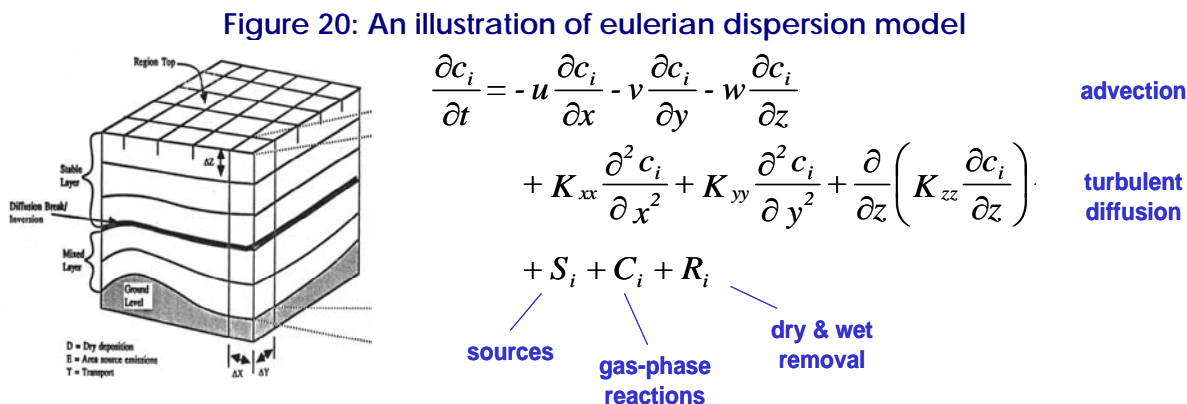 Figure 20: An illustration of eulerian dispersion model
Region Top
ΔZ
Stable
Layer
Diffusion Break/
Inversion
Mixed
Layer
Ground
Level
D = Dry deposition
E = Area source emissions
T = Transport
ΔX
ΔY
∂c_i/∂t = - u ∂c_i/∂x - v ∂c_i/∂y - w ∂c_i/∂z
advection
+ K_xx ∂²c_i/∂x² + K_yy ∂²c_i/∂y² + ∂/∂z (K_zz ∂c_i/∂z)
turbulent
diffusion
+ S_i + C_i + R_i
sources
gas-phase
reactions
dry & wet
removal